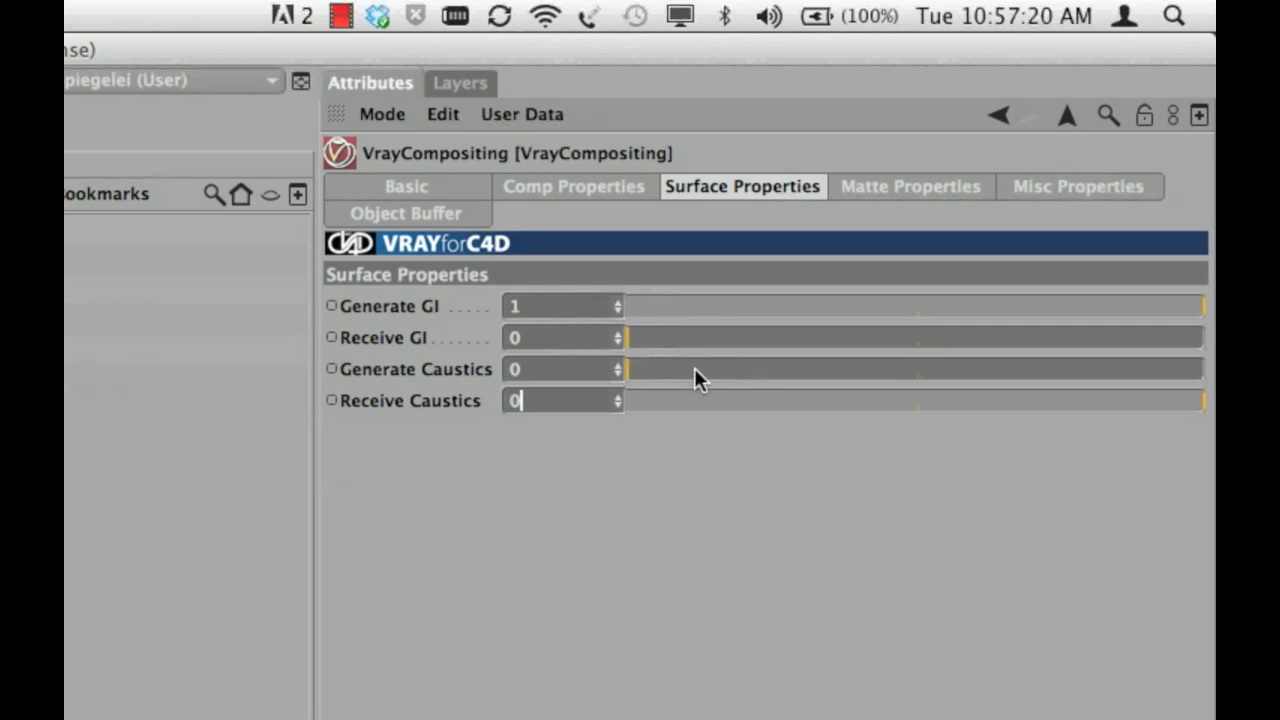 2 (100%) Tue 10:57:20 AM
nse)
piegelei (User)
Attributes Layers
Mode Edit User Data
VrayCompositing [VrayCompositing]
Basic Comp Properties Surface Properties Matte Properties Misc Properties
ookmarks
Object Buffer
VRAYforC4D
Surface Properties
Generate GI ..... 1
Receive GI ....... 0
Generate Caustics 0
Receive Caustics 0